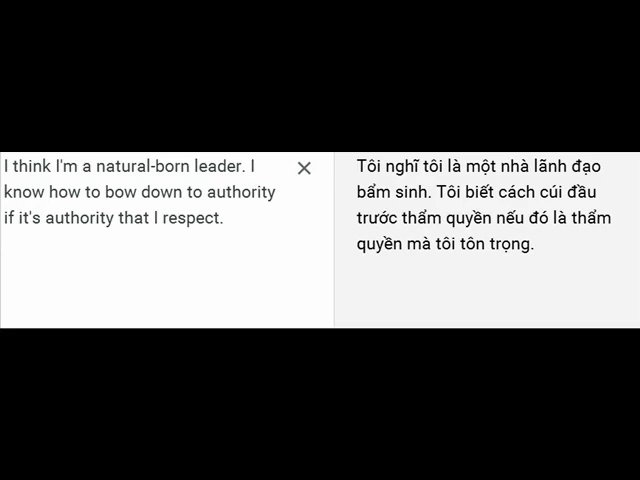 I think I'm a natural-born leader. I
know how to bow down to authority
if it's authority that I respect.
Tôi nghĩ tôi là một nhà lãnh đạo
bẩm sinh. Tôi biết cách cúi đầu
trước thẩm quyền nếu đó là thẩm
quyền mà tôi tôn trọng.